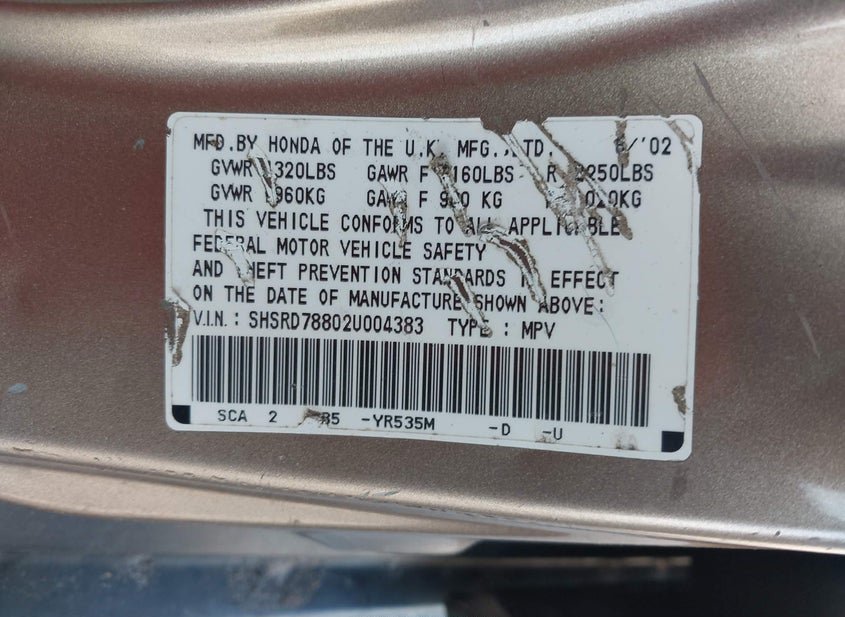 MFD. BY HONDA OF THE U.K. MFG., LTD. /'02
GVWR 320LBS GAWR F 160LBS R 250LBS
GVWR 960KG GAWR F KG 020KG
THIS VEHICLE CONFORMS TO ALL APPLICABLE
FEDERAL MOTOR VEHICLE SAFETY
AND THEFT PREVENTION STANDARDS IN EFFECT
ON THE DATE OF MANUFACTURE SHOWN ABOVE:
V.I.N. : SHSRD78802U004383 TYPE : MPV
SCA 2 -YR535M -D -U